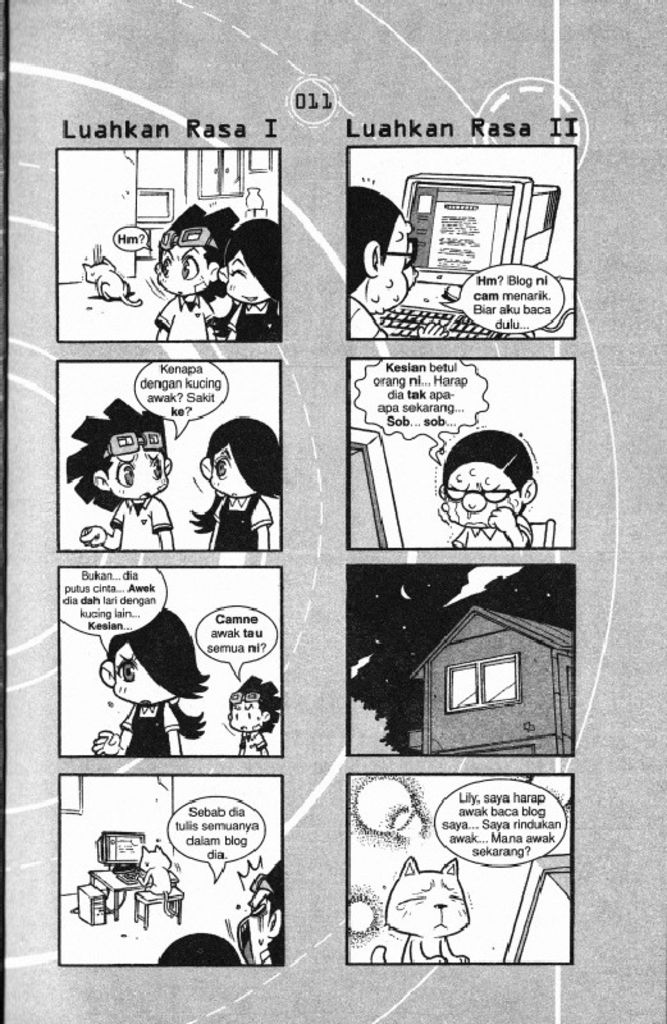 011
Luahkan Rasa I
Hm?
Kenapa
dengan kucing
awak? Sakit
ke?
Bukan... dia
putus cinta.... Awek
dia dah lari dengan
kucing lain...
Kesian...
Camne
awak tau
semua ni?
Sebab dia
tulis semuanya
dalam blog
dia.
Luahkan Rasa II
Hm? Blog ni
cam menarik.
Biar aku baca
dulu...
Kesian betul
orang ni... Harap
dia tak apa-
apa sekarang...
Sob... sob...
Lily, saya harap
awak baca blog
saya... Saya rindukan
awak... Mana awak
sekarang?